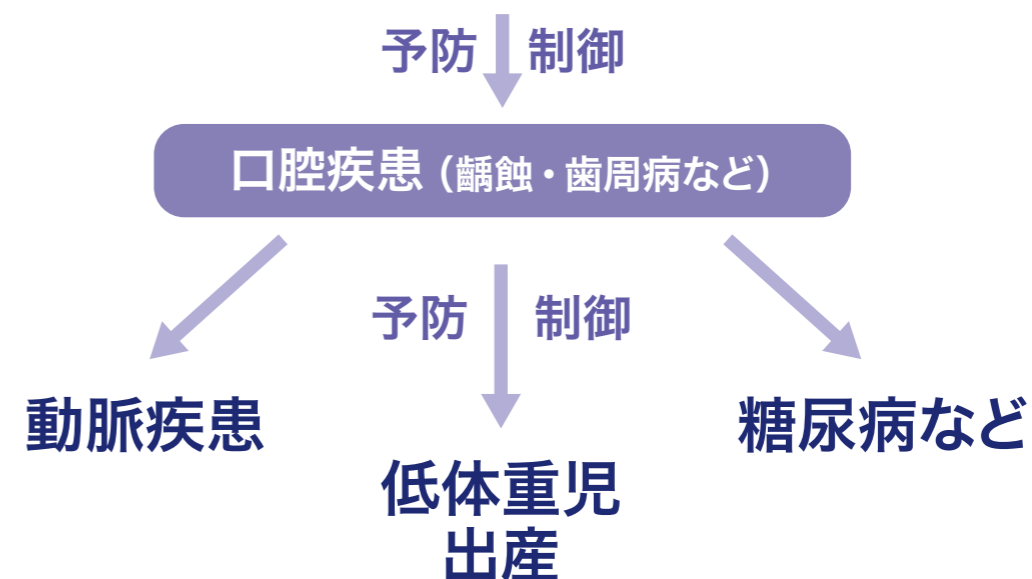 予防 制御
口腔疾患(齲蝕・歯周病など)
予防 制御
動脈疾患
糖尿病など
低体重児
出産